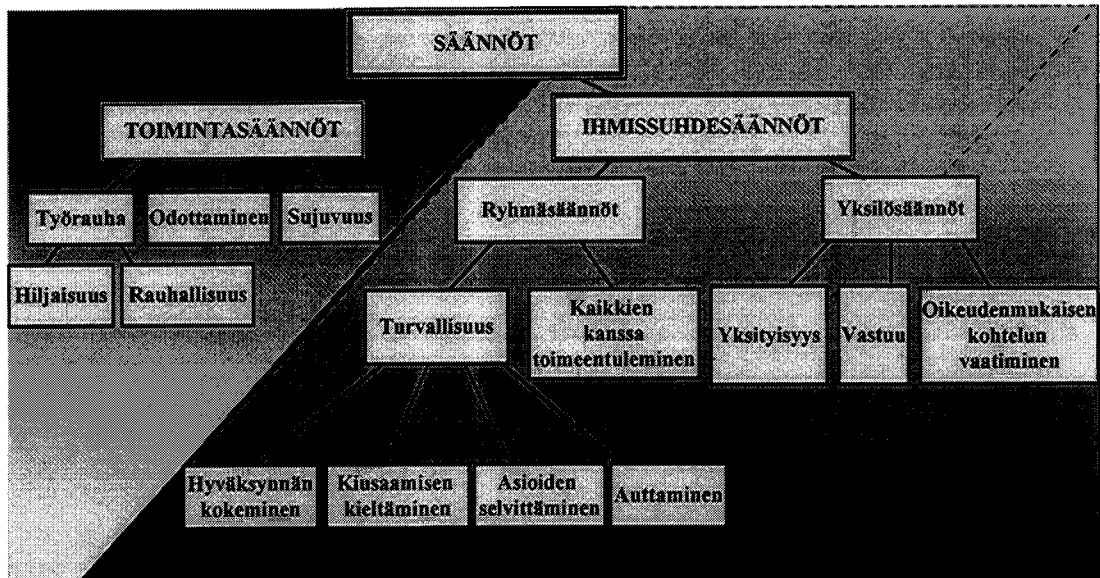 SÄÄNNÖT
TOIMINTASÄÄNNÖT
IHMISSUHDESÄÄNNÖT
Työrauha
Odottaminen
Sujuvuus
Ryhmäsäännöt
Yksilösäännöt
Hiljaisuus
Rauhallisuus
Turvallisuus
Kaikkien
kanssa
toimeentuleminen
Yksityisyys
Vastuu
Oikeudenmukaisen
kohtelun
vaatiminen
Hyväksynnän
kokeminen
Kiusaamisen
kieltäminen
Asioiden
selvittäminen
Auttaminen